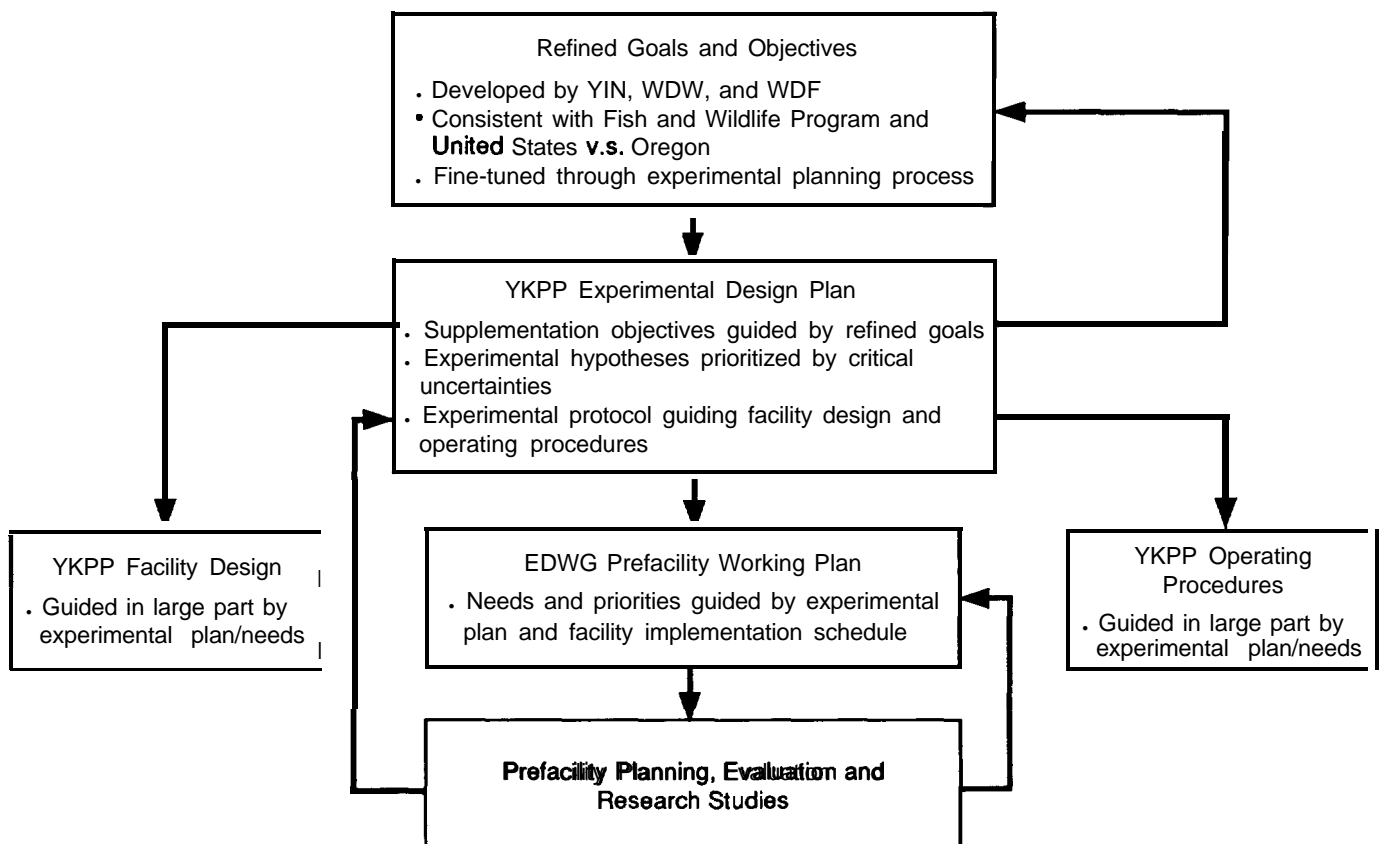 Refined Goals and Objectives
. Developed by YIN, WDW, and WDF
• Consistent with Fish and Wildlife Program and
United States v.s. Oregon
. Fine-tuned through experimental planning process
YKPP Experimental Design Plan
. Supplementation objectives guided by refined goals
. Experimental hypotheses prioritized by critical
uncertainties
. Experimental protocol guiding facility design and
operating procedures
YKPP Facility Design
. Guided in large part by
experimental plan/needs
EDWG Prefacility Working Plan
. Needs and priorities guided by experimental
plan and facility implementation schedule
YKPP Operating
Procedures
. Guided in large part by
experimental plan/needs
Prefacility Planning, Evaluation and
Research Studies